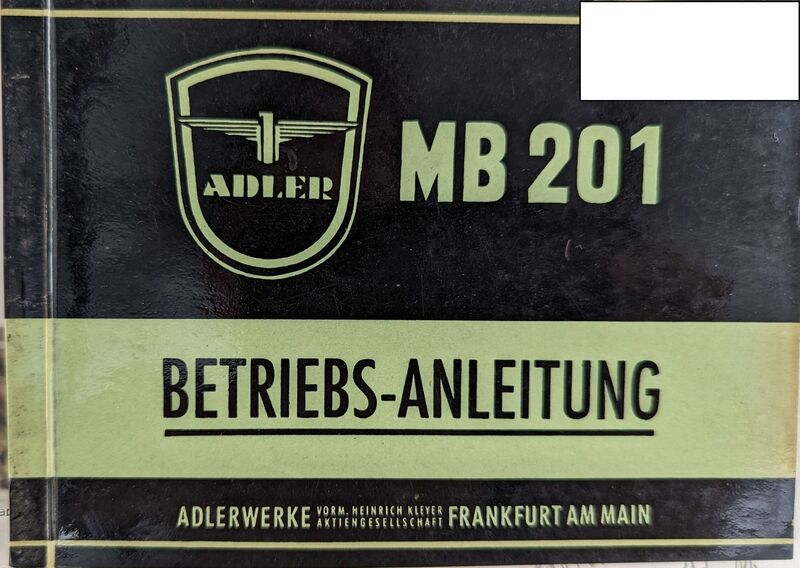 ADLER
MB 201
BETRIEBS-ANLEITUNG
ADLERWERKE VORM. HEINRICH KLEYER AKTIENGESELLSCHAFT FRANKFURT AM MAIN